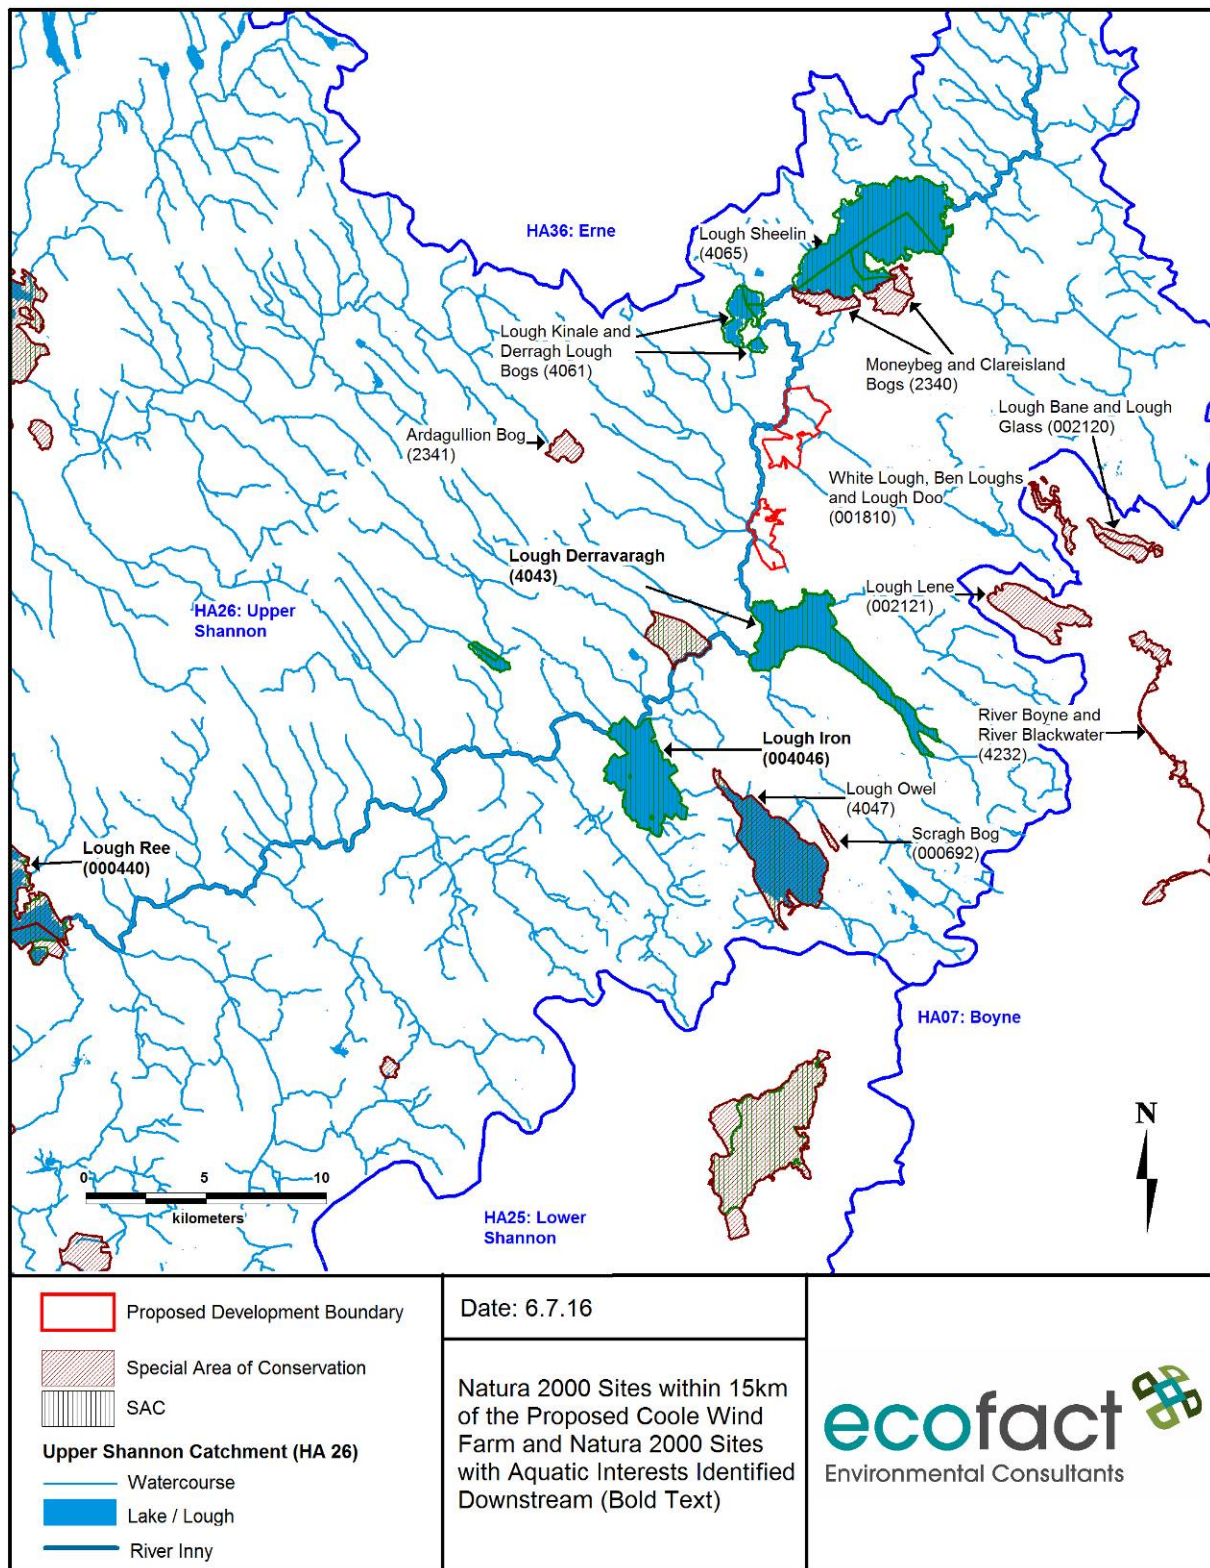 HA36: Erne
Lough Sheelin
(4065)
Lough Kinale and
Derragh Lough
Bogs (4061)
Moneybeg and Clareisland
Bogs (2340)
Lough Bane and Lough
Glass (002120)
Ardagullion Bog
(2341)
White Lough, Ben Loughs
and Lough Doo
(001810)
Lough Derravaragh
(4043)
Lough Lene
(002121)
HA26: Upper
Shannon
River Boyne and
River Blackwater
(4232)
Lough Iron
(004046)
Lough Owel
(4047)
Scragh Bog
(000692)
Lough Ree
(000440)
HA07: Boyne
N
0 5 10
kilometers
HA25: Lower
Shannon
Proposed Development Boundary
Special Area of Conservation
SAC
Upper Shannon Catchment (HA 26)
Watercourse
Lake / Lough
River Inny
Date: 6.7.16
Natura 2000 Sites within 15km
of the Proposed Coole Wind
Farm and Natura 2000 Sites
with Aquatic Interests Identified
Downstream (Bold Text)
ecofact
Environmental Consultants